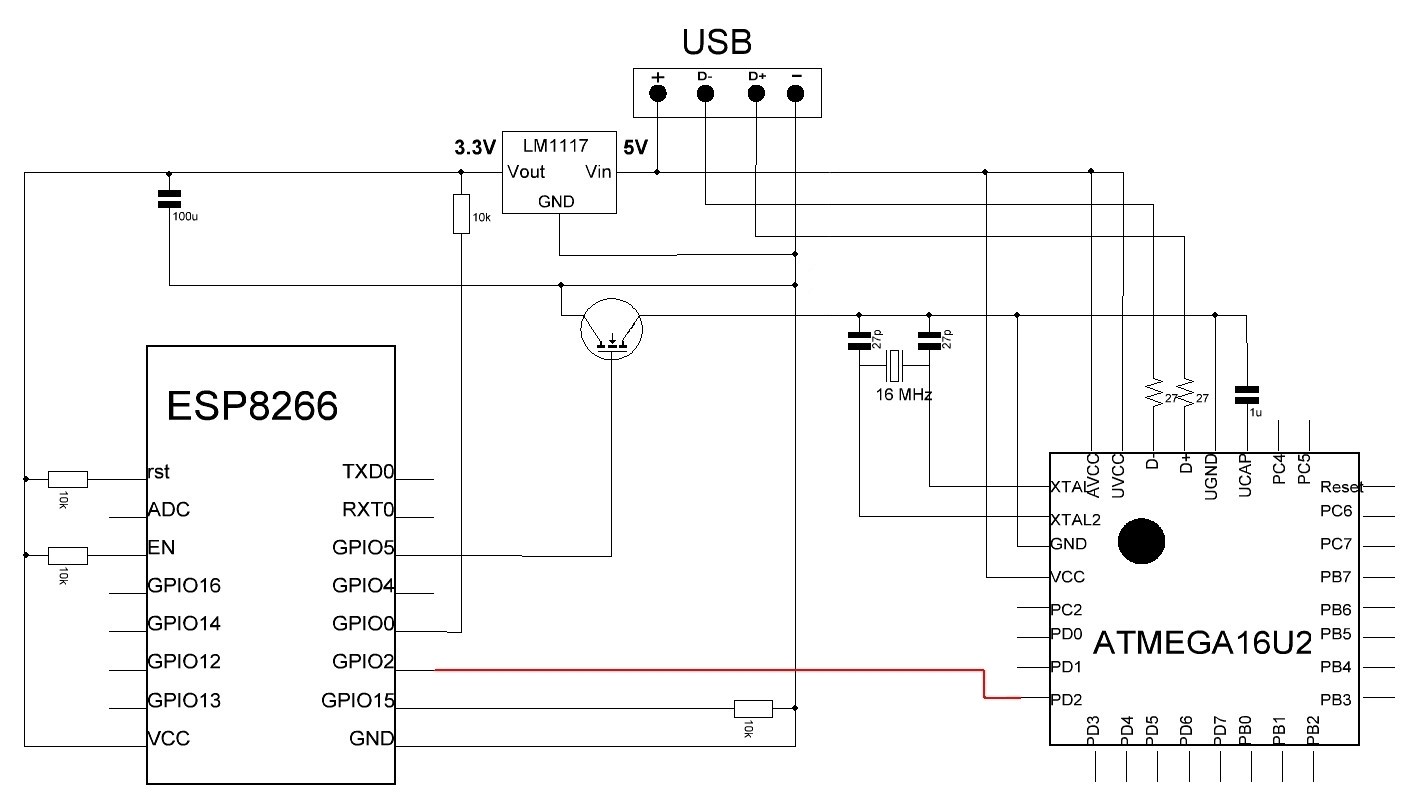 USB
+ D- D+ −
3.3V LM1117 5V
Vout Vin
GND
100u
10k
27p
27p
16 MHz
27
27
1u
ESP8266
rst
ADC
EN
GPIO16
GPIO14
GPIO12
GPIO13
VCC
TXD0
RXT0
GPIO5
GPIO4
GPIO0
GPIO2
GPIO15
GND
10k
10k
10k
AVCC
UVCC
D-
D+
UGND
UCAP
PC4
PC5
XTAL
XTAL2
GND
VCC
PC2
PD0
PD1
PD2
ATMEGA16U2
Reset
PC6
PC7
PB7
PB6
PB5
PB4
PB3
PD3
PD4
PD5
PD6
PD7
PB0
PB1
PB2